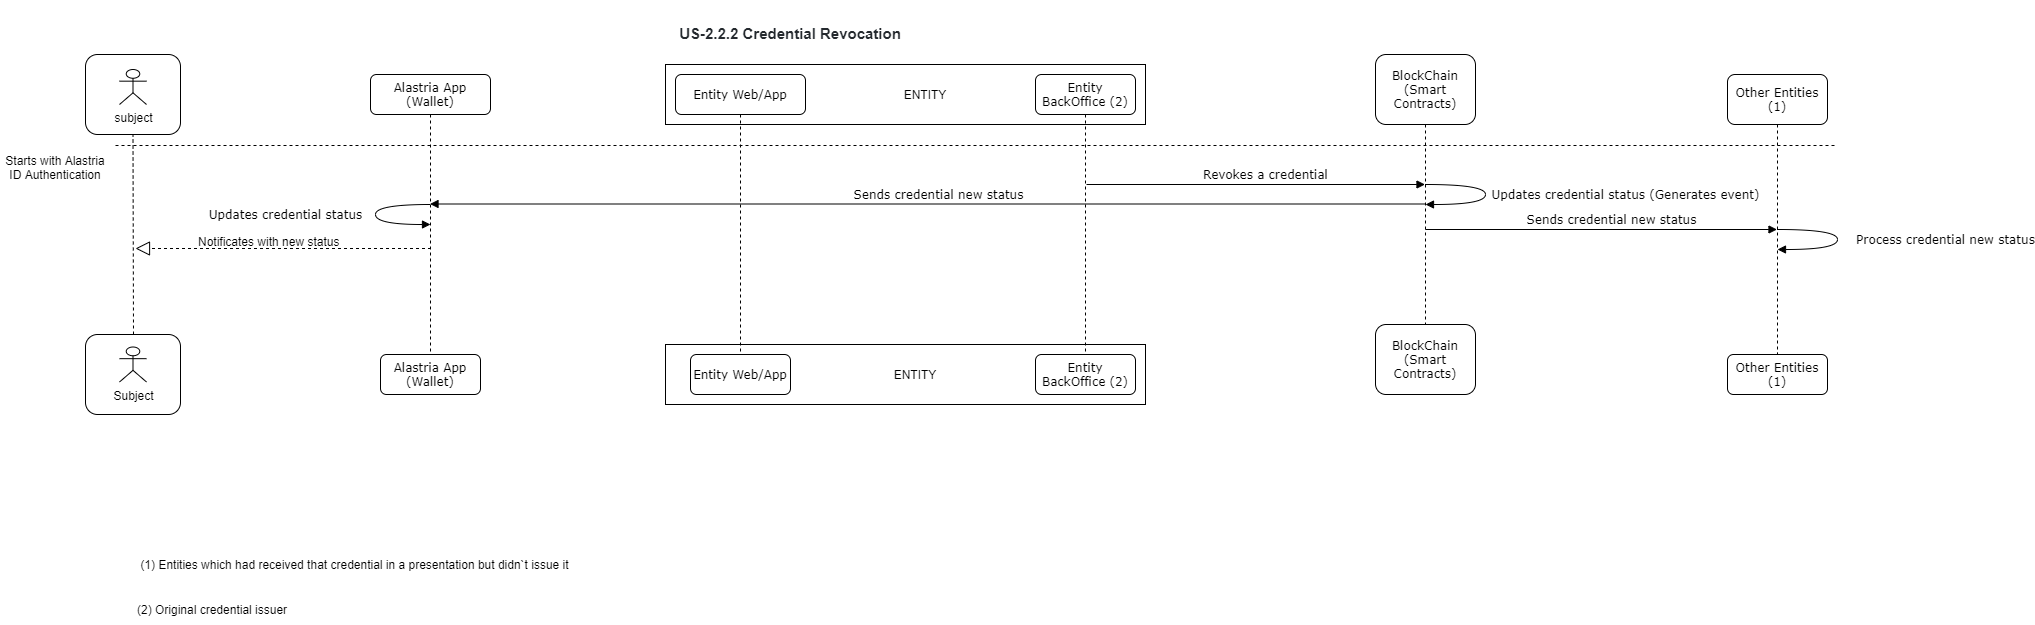 US-2.2.2 Credential Revocation
subject
Alastria App
(Wallet)
Entity Web/App
ENTITY
Entity
BackOffice (2)
BlockChain
(Smart
Contracts)
Other Entities
(1)
Starts with Alastria
ID Authentication
Revokes a credential
Sends credential new status
Updates credential status (Generates event)
Updates credential status
Sends credential new status
Notificates with new status
Process credential new status
Subject
Alastria App
(Wallet)
Entity Web/App
ENTITY
Entity
BackOffice (2)
BlockChain
(Smart
Contracts)
Other Entities
(1)
(1) Entities which had received that credential in a presentation but didn`t issue it
(2) Original credential issuer